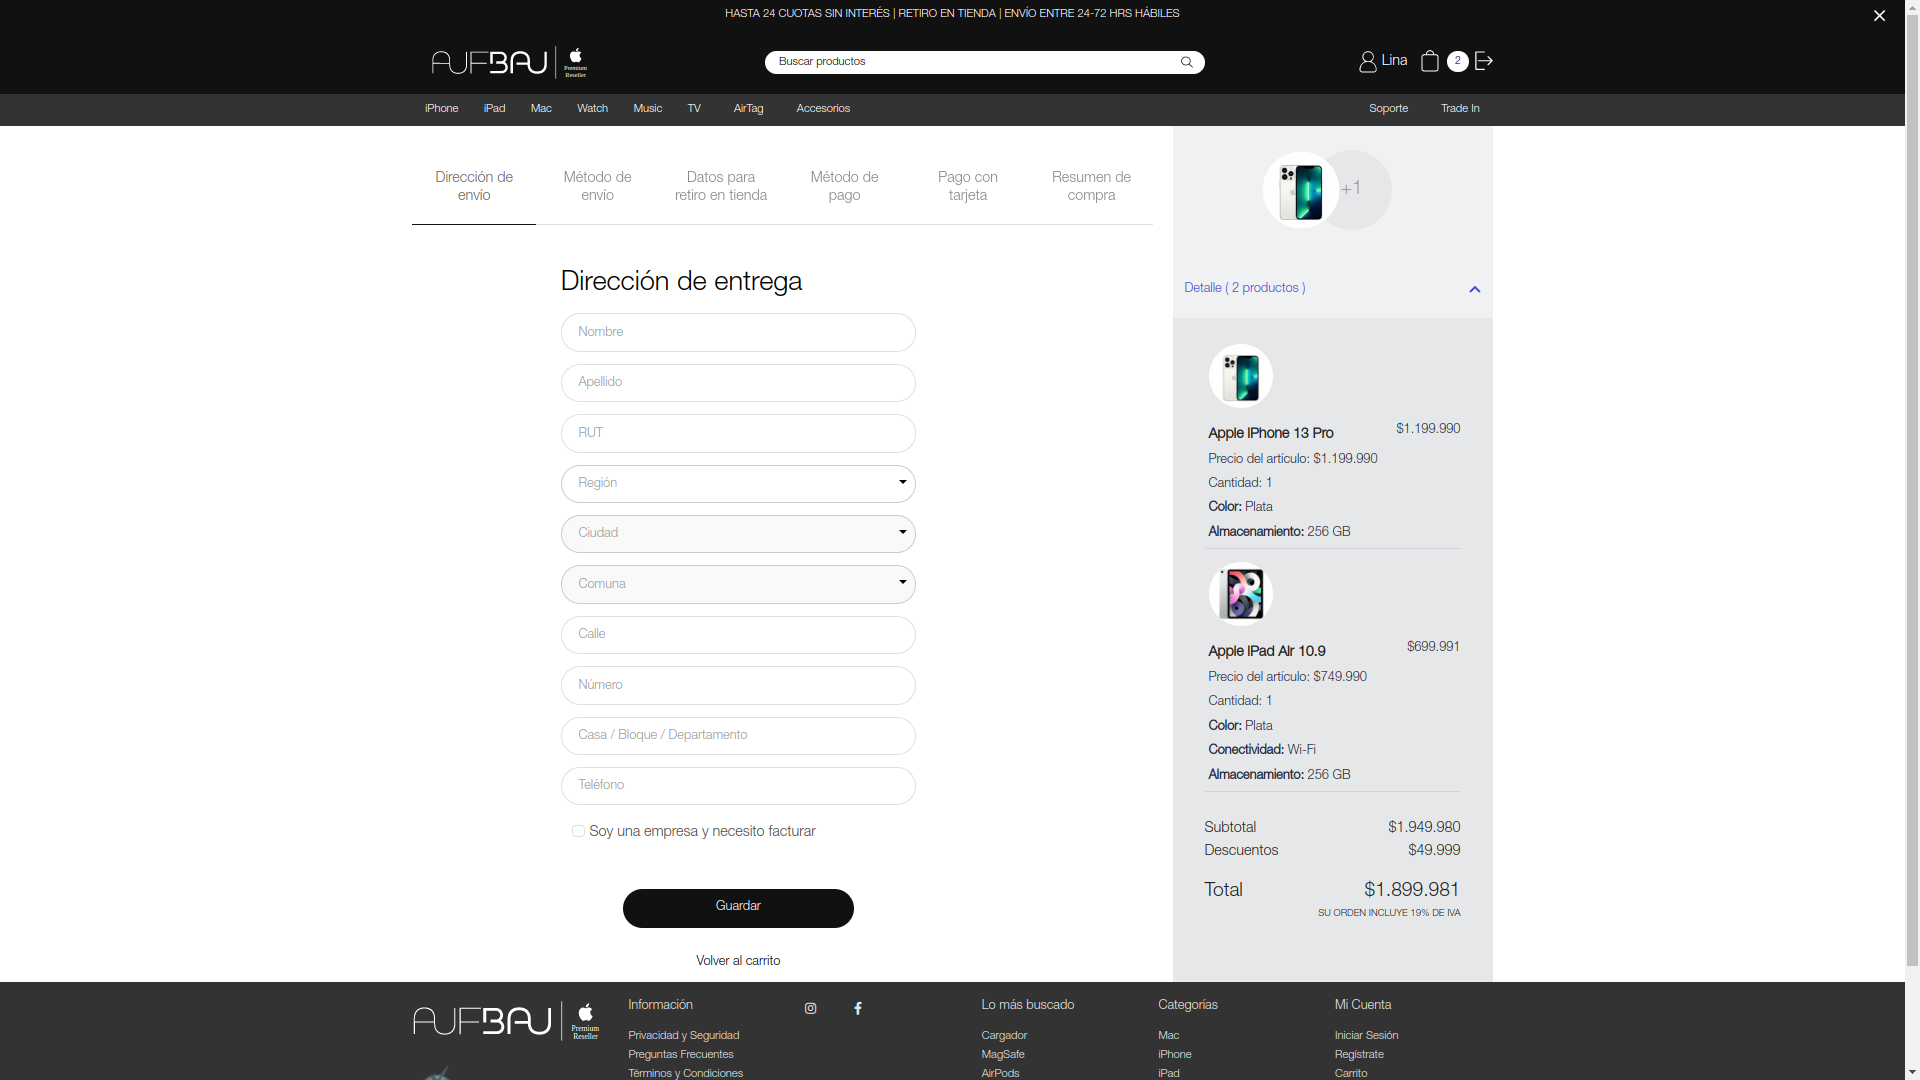 HASTA 24 CUOTAS SIN INTERÉS | RETIRO EN TIENDA | ENVÍO ENTRE 24-72 HRS HÁBILES
AUFBAU
Premium
Reseller
Buscar productos
Lina
2
iPhone
iPad
Mac
Watch
Music
TV
AirTag
Accesorios
Soporte
Trade In
Dirección de
envío
Método de
envío
Datos para
retiro en tienda
Método de
pago
Pago con
tarjeta
Resumen de
compra
Dirección de entrega
Nombre
Apellido
RUT
Región
Ciudad
Comuna
Calle
Número
Casa / Bloque / Departamento
Teléfono
Soy una empresa y necesito facturar
Guardar
Volver al carrito
+1
Detalle ( 2 productos )
Apple IPhone 13 Pro
$1.199.990
Precio del artículo: $1.199.990
Cantidad: 1
Color: Plata
Almacenamiento: 256 GB
Apple IPad AIr 10.9
$699.991
Precio del artículo: $749.990
Cantidad: 1
Color: Plata
Conectividad: Wi-Fi
Almacenamiento: 256 GB
Subtotal
$1.949.980
Descuentos
$49.999
Total
$1.899.981
SU ORDEN INCLUYE 19% DE IVA
AUFBAU
Premium
Reseller
Información
Privacidad y Seguridad
Preguntas Frecuentes
Términos y Condiciones
Lo más buscado
Cargador
MagSafe
AirPods
Categorías
Mac
iPhone
iPad
Mi Cuenta
Iniciar Sesión
Regístrate
Carrito